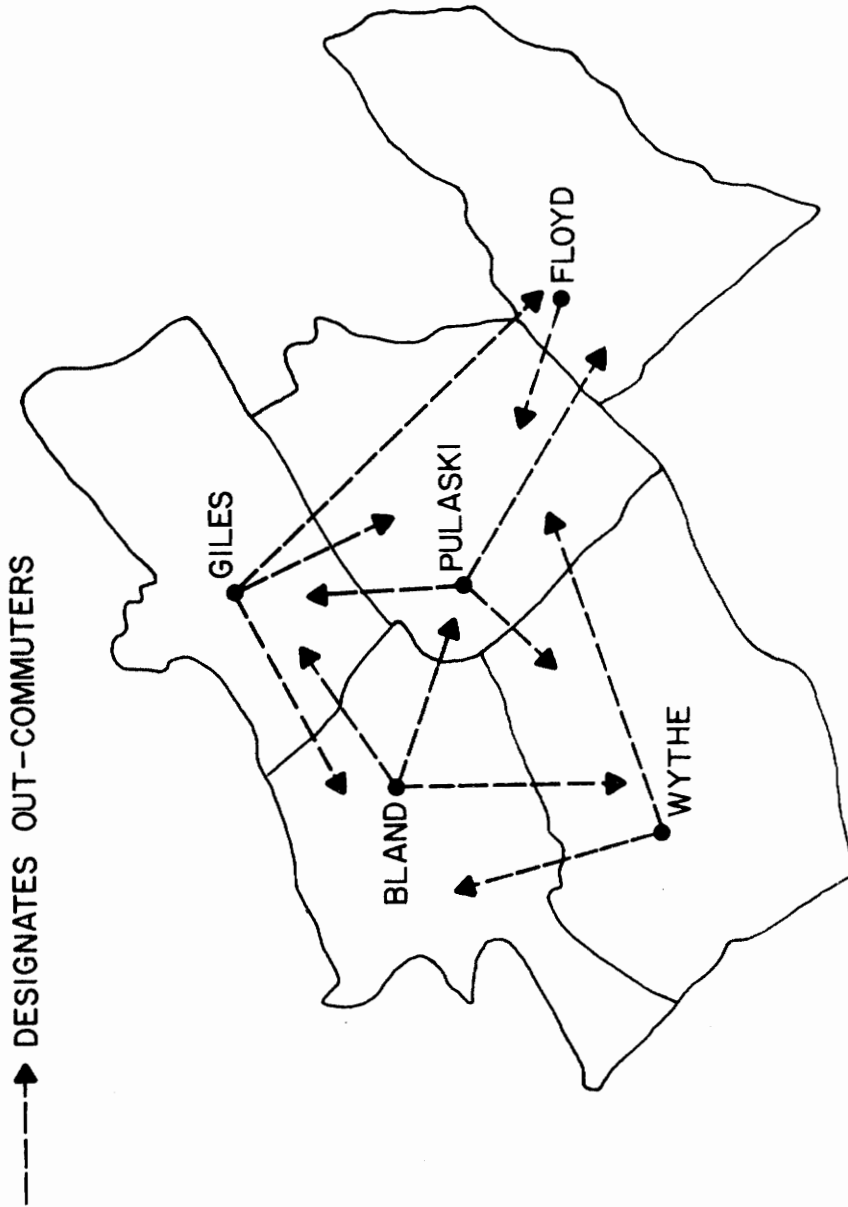 DESIGNATES OUT-COMMUTERS
GILES
FLOYD
PULASKI
BLAND
WYTHE